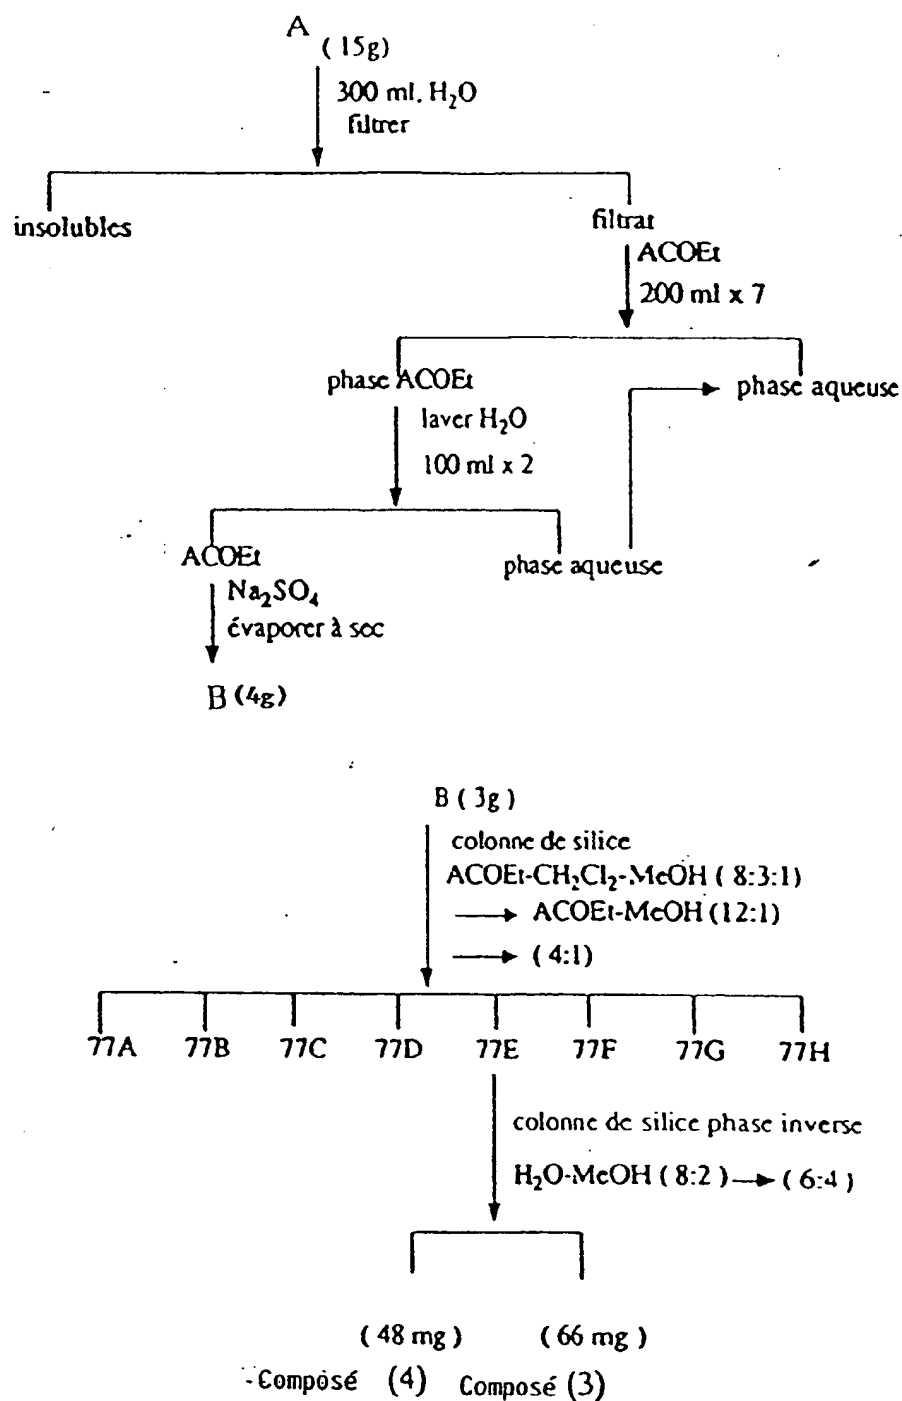 A
(15g)
300 ml. H₂O
filtrer
insolubles
filtrat
ACOEt
200 ml x 7
phase ACOEt
phase aqueuse
laver H₂O
100 ml x 2
ACOEt
phase aqueuse
Na₂SO₄
évaporer à sec
B (4g)
B (3g)
colonne de silice
ACOEt-CH₂Cl₂-MeOH (8:3:1)
ACOEt-MeOH (12:1)
(4:1)
77A 77B 77C 77D 77E 77F 77G 77H
colonne de silice phase inverse
H₂O-MeOH (8:2) (6:4)
(48 mg) (66 mg)
Composé (4) Composé (3)